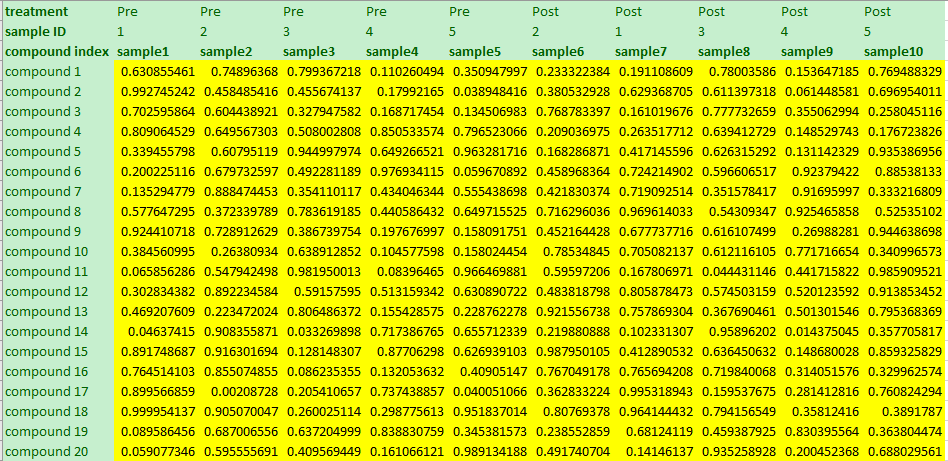 treatment Pre Pre Pre Pre Pre Post Post Post Post Post
sample ID 1 2 3 4 5 2 1 3 4 5
compound index sample1 sample2 sample3 sample4 sample5 sample6 sample7 sample8 sample9 sample10
compound 1 0.630855461 0.74896368 0.799367218 0.110260494 0.350947997 0.233322384 0.191108609 0.78003586 0.153647185 0.769488329
compound 2 0.992745242 0.458485416 0.455674137 0.17992165 0.038948416 0.380532928 0.629368705 0.611397318 0.061448581 0.696954011
compound 3 0.702595864 0.604438921 0.327947582 0.168717454 0.134506983 0.768783397 0.161019676 0.777732659 0.355062994 0.258045116
compound 4 0.809064529 0.649567303 0.508002808 0.850533574 0.796523066 0.209036975 0.263517712 0.639412729 0.148529743 0.176723826
compound 5 0.339455798 0.60795119 0.944997974 0.649266521 0.963281716 0.168286871 0.417145596 0.626315292 0.131142329 0.935386956
compound 6 0.200225116 0.679732597 0.492281189 0.976934115 0.059670892 0.458968364 0.724214902 0.596606517 0.92379422 0.88538133
compound 7 0.135294779 0.888474453 0.354110117 0.434046344 0.555438698 0.421830374 0.719092514 0.351578417 0.91695997 0.333216809
compound 8 0.577647295 0.372339789 0.783619185 0.440586432 0.649715525 0.716296036 0.969614033 0.54309347 0.925465858 0.52535102
compound 9 0.924410718 0.728912629 0.386739754 0.197676997 0.158091751 0.452164428 0.677737716 0.616107499 0.26988281 0.944638698
compound 10 0.384560995 0.26380934 0.638912852 0.104577598 0.158024454 0.78534845 0.705082137 0.612116105 0.771716654 0.340996573
compound 11 0.065856286 0.547942498 0.981950013 0.08396465 0.966469881 0.59597206 0.167806971 0.044431146 0.441715822 0.985909521
compound 12 0.302834382 0.892234584 0.59157595 0.513159342 0.630890722 0.483818798 0.805878473 0.574503159 0.520123592 0.913853452
compound 13 0.469207609 0.223472024 0.806486372 0.155428575 0.228762278 0.921556738 0.757869304 0.367690461 0.501301546 0.795368369
compound 14 0.04637415 0.908355871 0.033269898 0.717386765 0.655712339 0.219880888 0.102331307 0.95896202 0.014375045 0.357705817
compound 15 0.891748687 0.916301694 0.128148307 0.87706298 0.626939103 0.987950105 0.412890532 0.636450632 0.148680028 0.859325829
compound 16 0.764514103 0.855074855 0.086235355 0.132053632 0.40905147 0.767049178 0.765694208 0.719840068 0.314051576 0.329962574
compound 17 0.899566859 0.00208728 0.205410657 0.737438857 0.040051066 0.362833224 0.995318943 0.159537675 0.281412816 0.760824294
compound 18 0.999954137 0.905070047 0.260025114 0.298775613 0.951837014 0.80769378 0.964144432 0.794156549 0.35812416 0.3891787
compound 19 0.089586456 0.687006556 0.637204999 0.838830759 0.345381573 0.238552859 0.68124119 0.459387925 0.830395564 0.363804474
compound 20 0.059077346 0.595555691 0.409569449 0.161066121 0.989134188 0.491740704 0.14146137 0.935258928 0.200452368 0.688029561